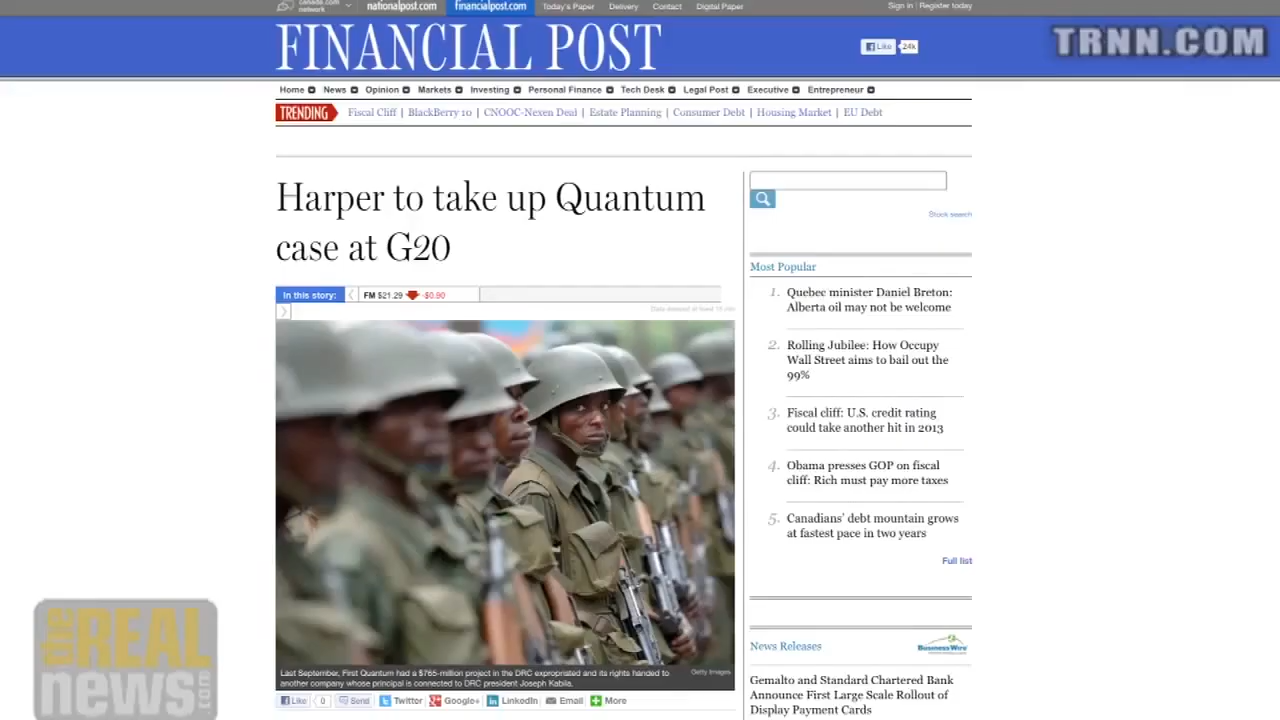 canada.com
network
nationalpost.com
financialpost.com
Today's Paper
Delivery
Contact
Digital Paper
Sign in | Register today
FINANCIAL POST
Like
24k
TRNN.COM
Home
News
Opinion
Markets
Investing
Personal Finance
Tech Desk
Legal Post
Executive
Entrepreneur
TRENDING
Fiscal Cliff | BlackBerry 10 | CNOOC-Nexen Deal | Estate Planning | Consumer Debt | Housing Market | EU Debt
Harper to take up Quantum
case at G20
Stock search
In this story:
FM $21.29 -$0.90
Most Popular
1. Quebec minister Daniel Breton:
Alberta oil may not be welcome
2. Rolling Jubilee: How Occupy
Wall Street aims to bail out the
99%
3. Fiscal cliff: U.S. credit rating
could take another hit in 2013
4. Obama presses GOP on fiscal
cliff: Rich must pay more taxes
5. Canadians' debt mountain grows
at fastest pace in two years
Full list
Last September, First Quantum had a $765-million project in the DRC expropriated and its rights handed to
another company whose principal is connected to DRC president Joseph Kabila.
Getty Images
Like
0
Send
Twitter
Google+
LinkedIn
Email
More
News Releases
BusinessWire
Gemalto and Standard Chartered Bank
Announce First Large Scale Rollout of
Display Payment Cards
the REAL
news.com